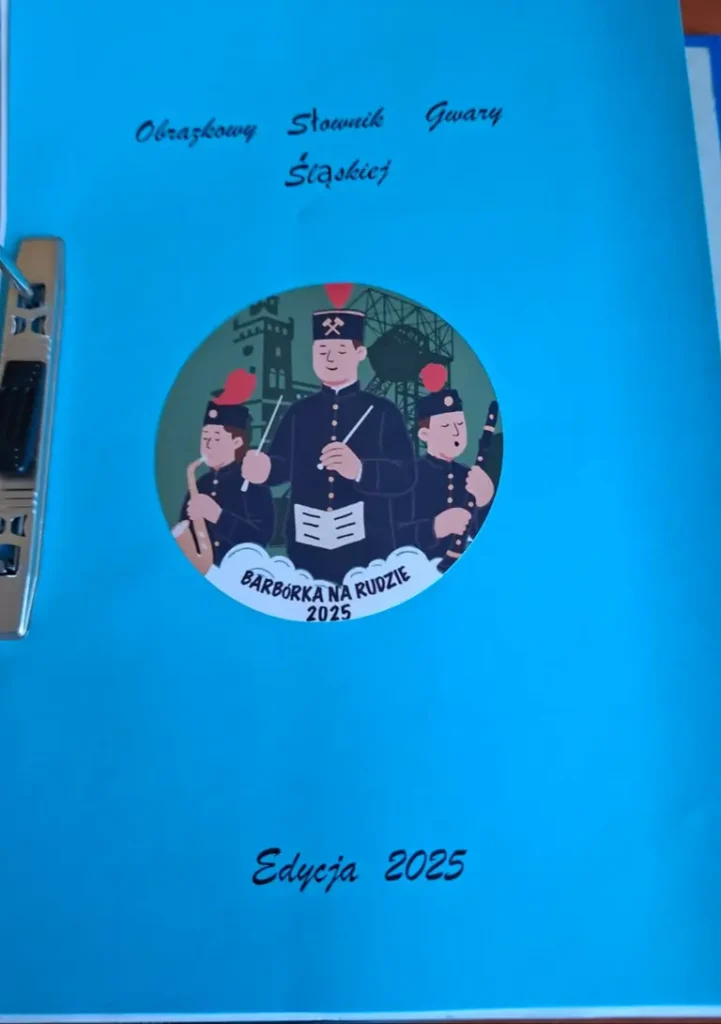 Obrazkowy Słownik Gwary
Śląskiej
BARBÓRKA NA RUDZIE
2025
Edycja 2025